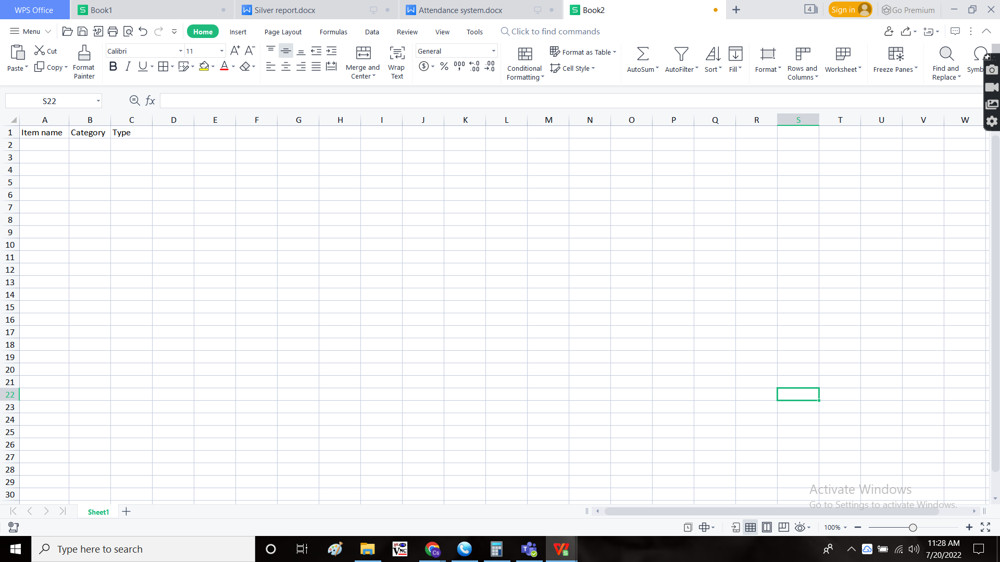 WPS Office
Book1
Silver report.docx
Attendance system.docx
Book2
4
Sign in
Go Premium
Menu
Home
Insert
Page Layout
Formulas
Data
Review
View
Tools
Click to find commands
Paste
Cut
Copy
Format
Painter
Calibri
11
A+
A-
B
I
U
A
Merge and
Center
Wrap
Text
General
%
000
.0
.00
.00
.0
Conditional
Formatting
Format as Table
Cell Style
AutoSum
AutoFilter
Sort
Fill
Format
Rows and
Columns
Worksheet
Freeze Panes
Find and
Replace
Symb
S22
fx
A B C D E F G H I J K L M N O P Q R S T U V W
1 Item name Category Type
2
3
4
5
6
7
8
9
10
11
12
13
14
15
16
17
18
19
20
21
22
23
24
25
26
27
28
29
30
Activate Windows
Go to Settings to activate Windows.
Sheet1
100%
Type here to search
11:28 AM
7/20/2022